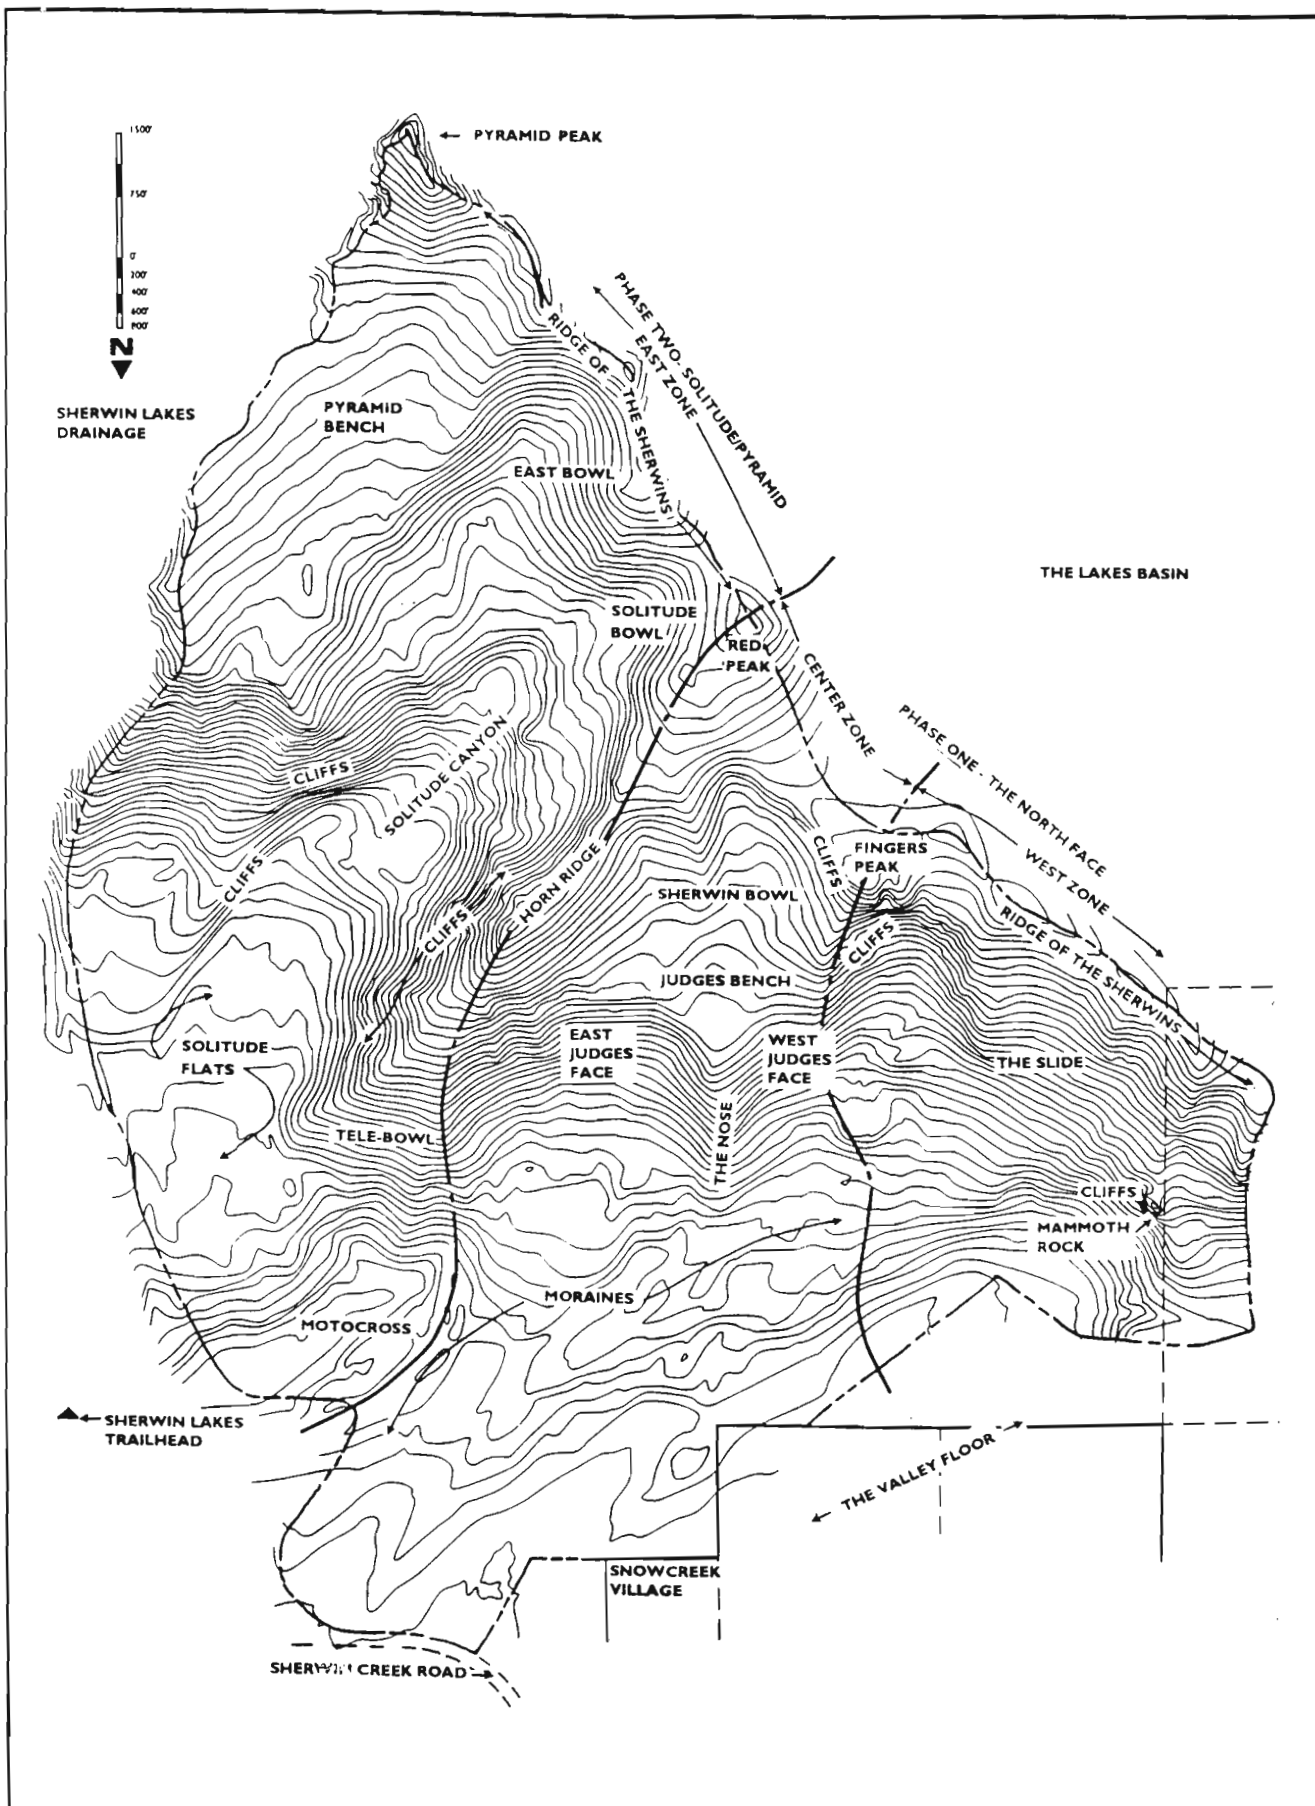 1500'
PYRAMID PEAK
750'
0'
200'
400'
600'
800'
N
PHASE TWO- SOLITUDE/PYRAMID
EAST ZONE
RIDGE OF THE SHERWINS
SHERWIN LAKES
DRAINAGE
PYRAMID
BENCH
EAST BOWL
THE LAKES BASIN
SOLITUDE
BOWL
RED
PEAK
CENTER ZONE
PHASE ONE - THE NORTH FACE
WEST ZONE
CLIFFS
SOLITUDE CANYON
CLIFFS
CLIFFS
HORN RIDGE
CLIFFS
FINGERS
PEAK
SHERWIN BOWL
CLIFFS
RIDGE OF THE SHERWINS
JUDGES BENCH
SOLITUDE
FLATS
EAST
JUDGES
FACE
WEST
JUDGES
FACE
THE SLIDE
TELE-BOWL
THE NOSE
CLIFFS
MAMMOTH
ROCK
MORAINES
MOTOCROSS
SHERWIN LAKES
TRAILHEAD
THE VALLEY FLOOR
SNOWCREEK
VILLAGE
SHERWIN CREEK ROAD